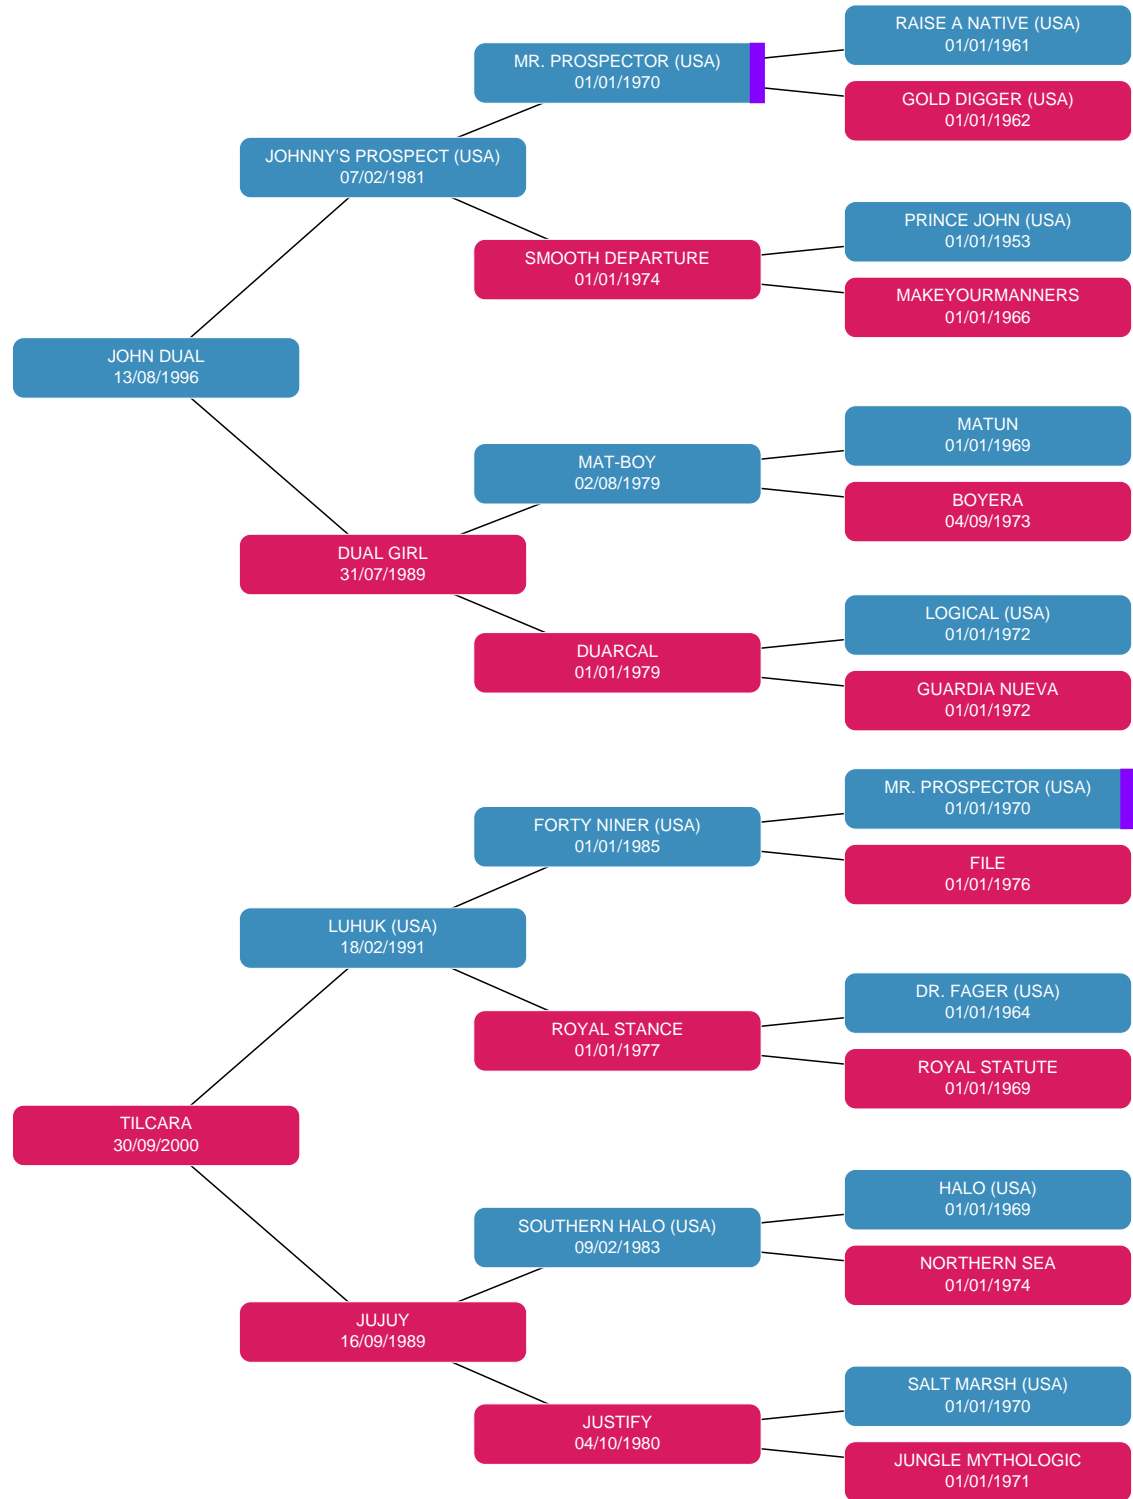 RAISE A NATIVE (USA)
01/01/1961
MR. PROSPECTOR (USA)
01/01/1970
GOLD DIGGER (USA)
01/01/1962
JOHNNY'S PROSPECT (USA)
07/02/1981
PRINCE JOHN (USA)
01/01/1953
SMOOTH DEPARTURE
01/01/1974
MAKEYOURMANNERS
01/01/1966
JOHN DUAL
13/08/1996
MATUN
01/01/1969
MAT-BOY
02/08/1979
BOYERA
04/09/1973
DUAL GIRL
31/07/1989
LOGICAL (USA)
01/01/1972
DUARCAL
01/01/1979
GUARDIA NUEVA
01/01/1972
MR. PROSPECTOR (USA)
01/01/1970
FORTY NINER (USA)
01/01/1985
FILE
01/01/1976
LUHUK (USA)
18/02/1991
DR. FAGER (USA)
01/01/1964
ROYAL STANCE
01/01/1977
ROYAL STATUTE
01/01/1969
TILCARA
30/09/2000
HALO (USA)
01/01/1969
SOUTHERN HALO (USA)
09/02/1983
NORTHERN SEA
01/01/1974
JUJUY
16/09/1989
SALT MARSH (USA)
01/01/1970
JUSTIFY
04/10/1980
JUNGLE MYTHOLOGIC
01/01/1971